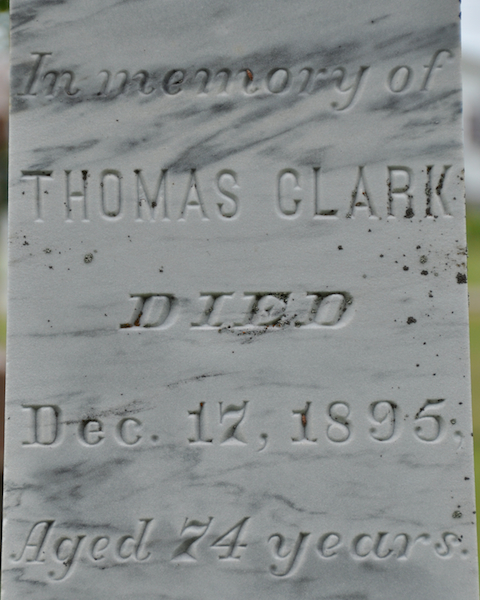 In memory of
THOMAS CLARK
DIED
Dec. 17, 1895,
Aged 74 years.